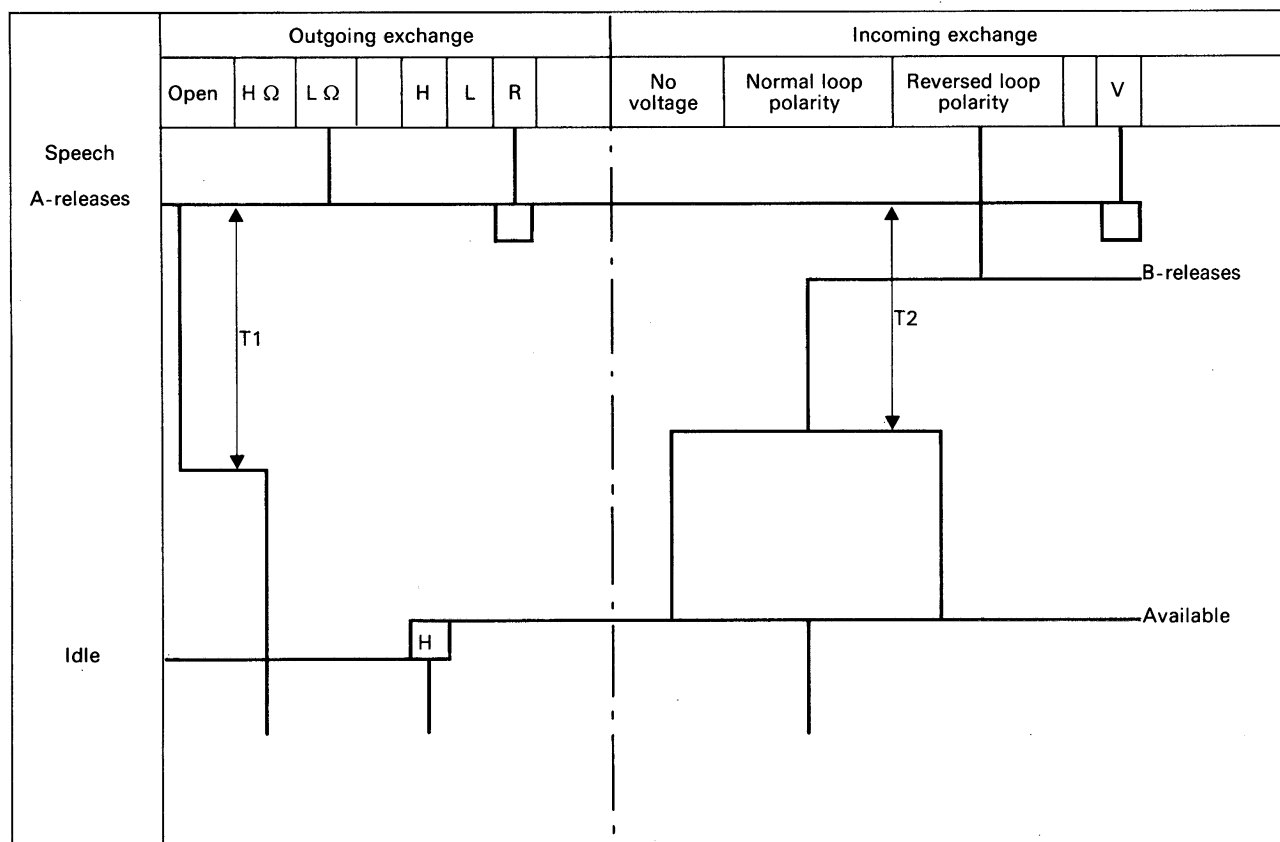 Outgoing exchange
Incoming exchange
Open
H Ω
L Ω
H
L
R
No
voltage
Normal loop
polarity
Reversed loop
polarity
V
Speech
A-releases
B-releases
T1
T2
Available
H
Idle